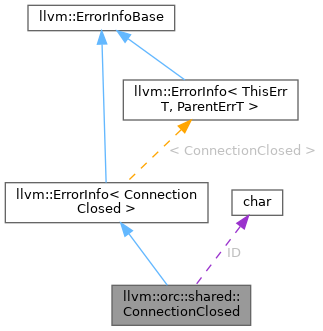 llvm::ErrorInfoBase
llvm::ErrorInfo< ThisErr
T, ParentErrT >
< ConnectionClosed >
llvm::ErrorInfo< Connection
Closed >
char
ID
llvm::orc::shared::
ConnectionClosed